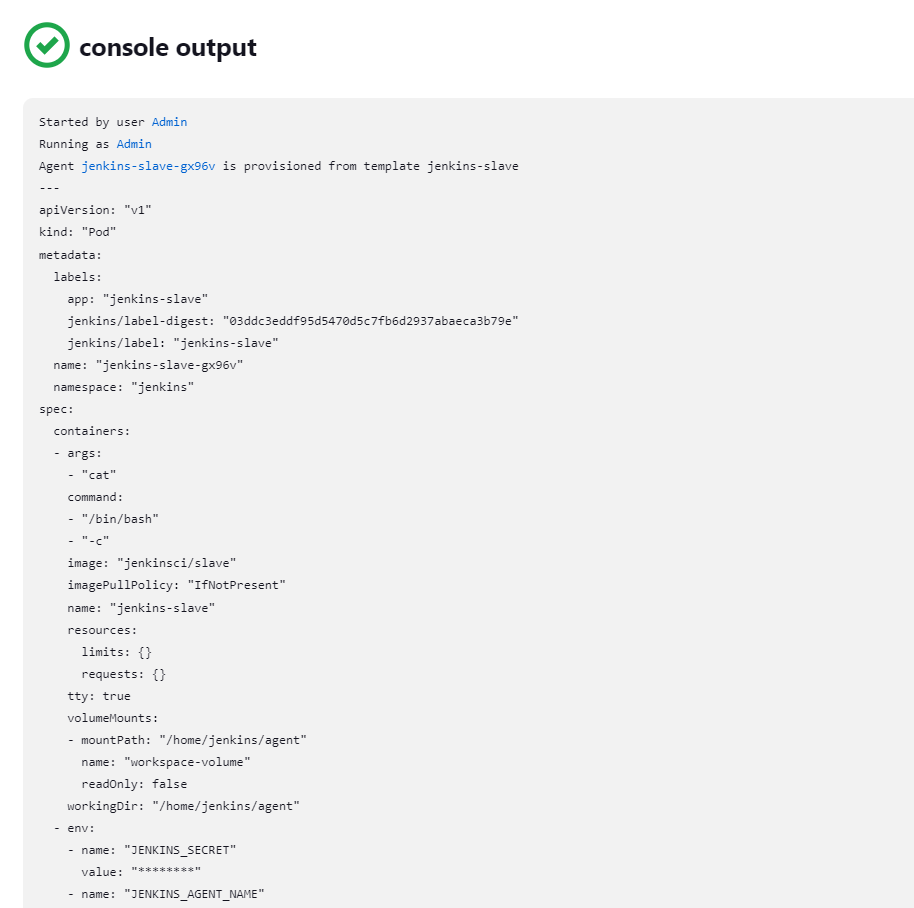 console output
Started by user Admin
Running as Admin
Agent jenkins-slave-gx96v is provisioned from template jenkins-slave
---
apiVersion: "v1"
kind: "Pod"
metadata:
  labels:
    app: "jenkins-slave"
    jenkins/label-digest: "03ddc3eddf95d5470d5c7fb6d2937abaeca3b79e"
    jenkins/label: "jenkins-slave"
  name: "jenkins-slave-gx96v"
  namespace: "jenkins"
spec:
  containers:
  - args:
    - "cat"
    command:
    - "/bin/bash"
    - "-c"
    image: "jenkinsci/slave"
    imagePullPolicy: "IfNotPresent"
    name: "jenkins-slave"
    resources:
      limits: {}
      requests: {}
    tty: true
    volumeMounts:
    - mountPath: "/home/jenkins/agent"
      name: "workspace-volume"
      readOnly: false
    workingDir: "/home/jenkins/agent"
  - env:
    - name: "JENKINS_SECRET"
      value: "********"
    - name: "JENKINS_AGENT_NAME"